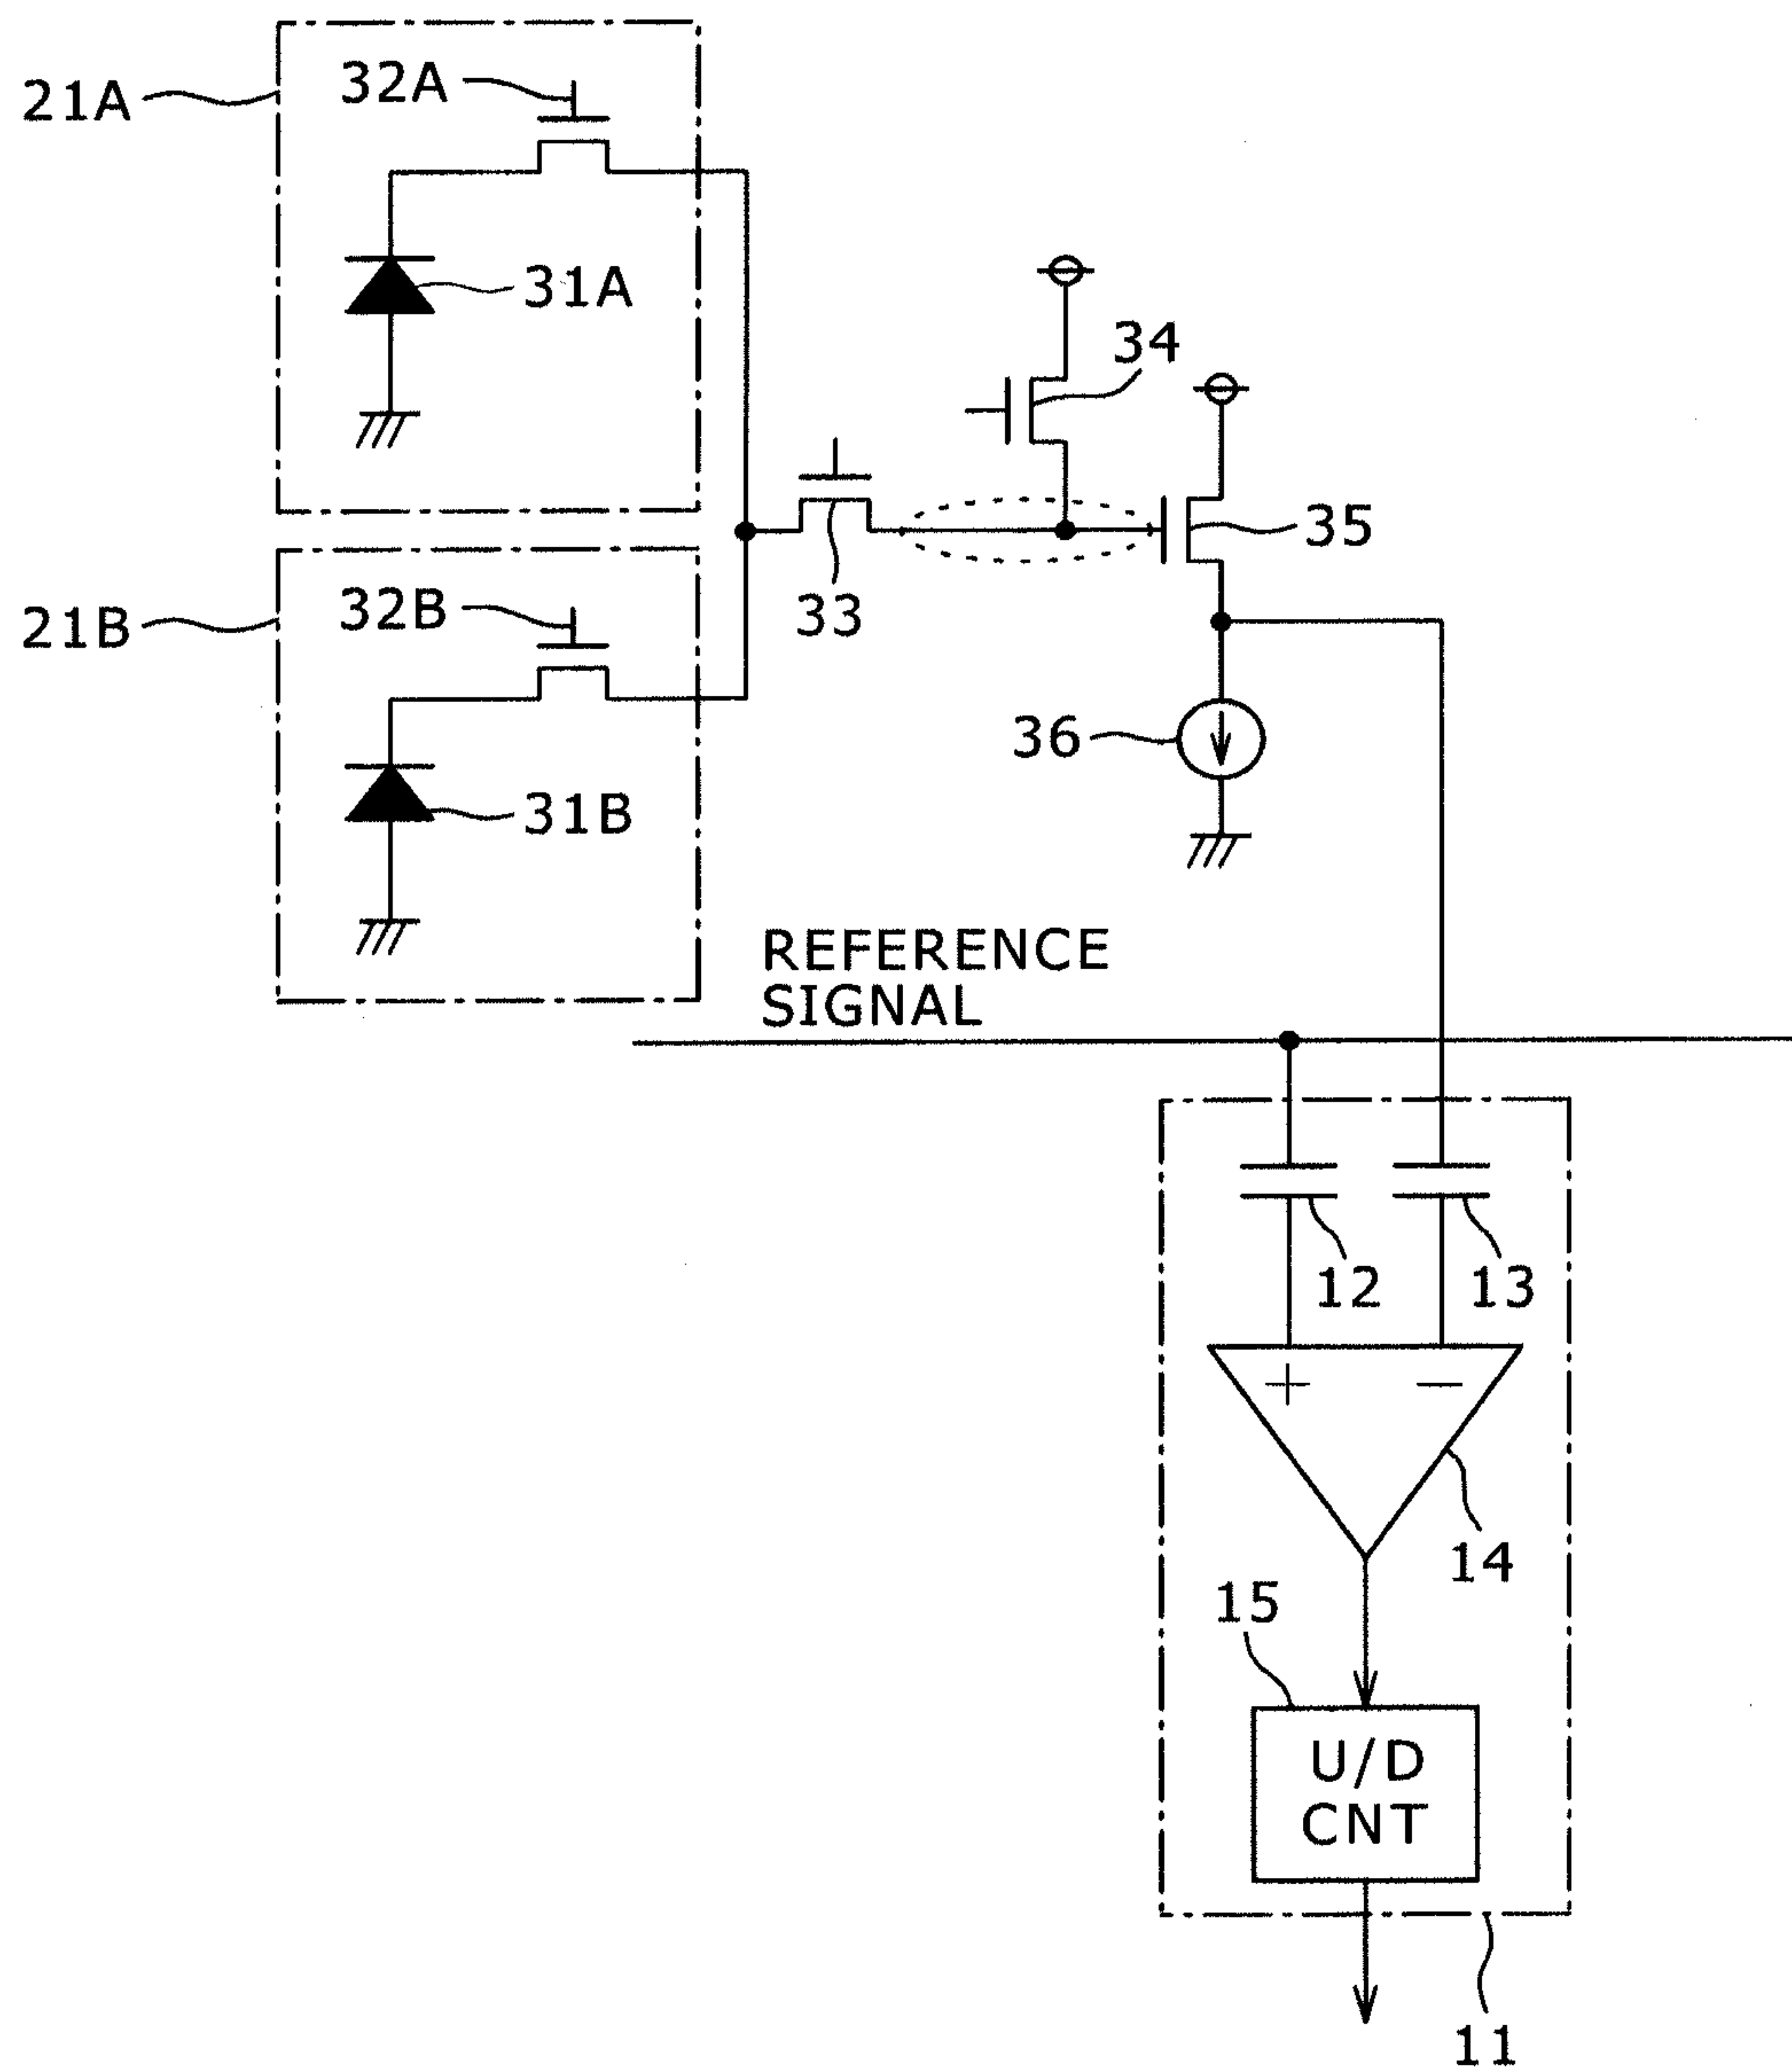 32A
21A
31A
34
35
33
32B
21B
36
31B
REFERENCE
SIGNAL
12
13
+
−
14
15
U/D
CNT
11